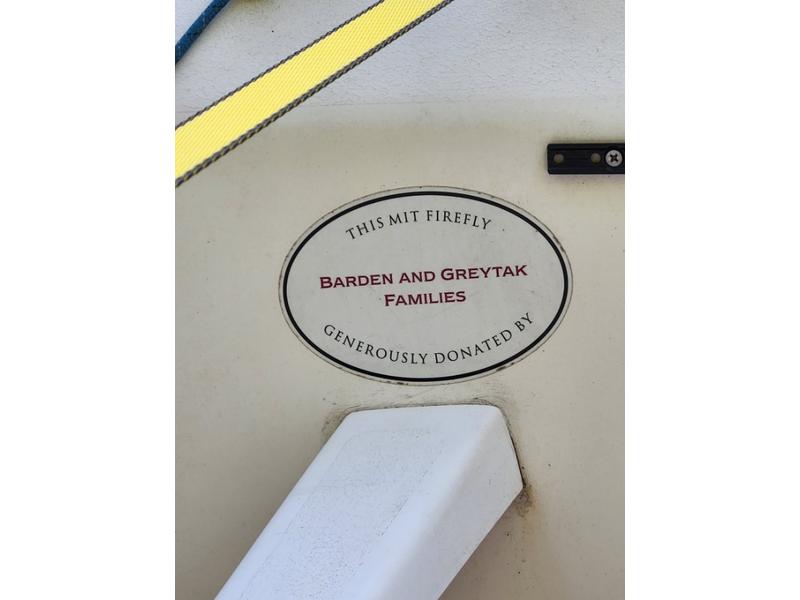 THIS MIT FIREFLY
BARDEN AND GREYTAK
FAMILIES
GENEROUSLY DONATED BY